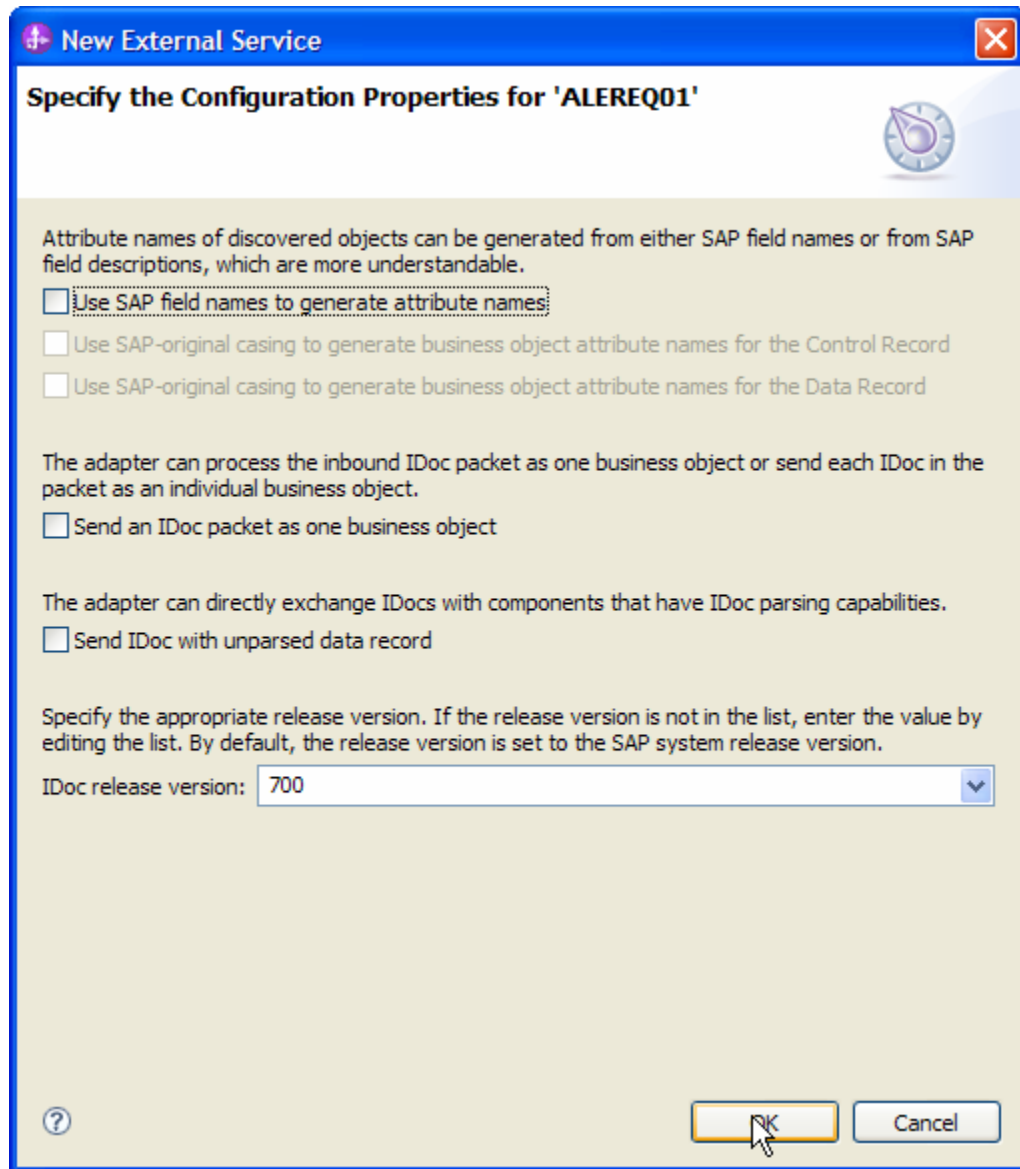 New External Service
Specify the Configuration Properties for 'ALEREQ01'
Attribute names of discovered objects can be generated from either SAP field names or from SAP
field descriptions, which are more understandable.
Use SAP field names to generate attribute names
Use SAP-original casing to generate business object attribute names for the Control Record
Use SAP-original casing to generate business object attribute names for the Data Record
The adapter can process the inbound IDoc packet as one business object or send each IDoc in the
packet as an individual business object.
Send an IDoc packet as one business object
The adapter can directly exchange IDocs with components that have IDoc parsing capabilities.
Send IDoc with unparsed data record
Specify the appropriate release version. If the release version is not in the list, enter the value by
editing the list. By default, the release version is set to the SAP system release version.
IDoc release version: 700
? OK Cancel